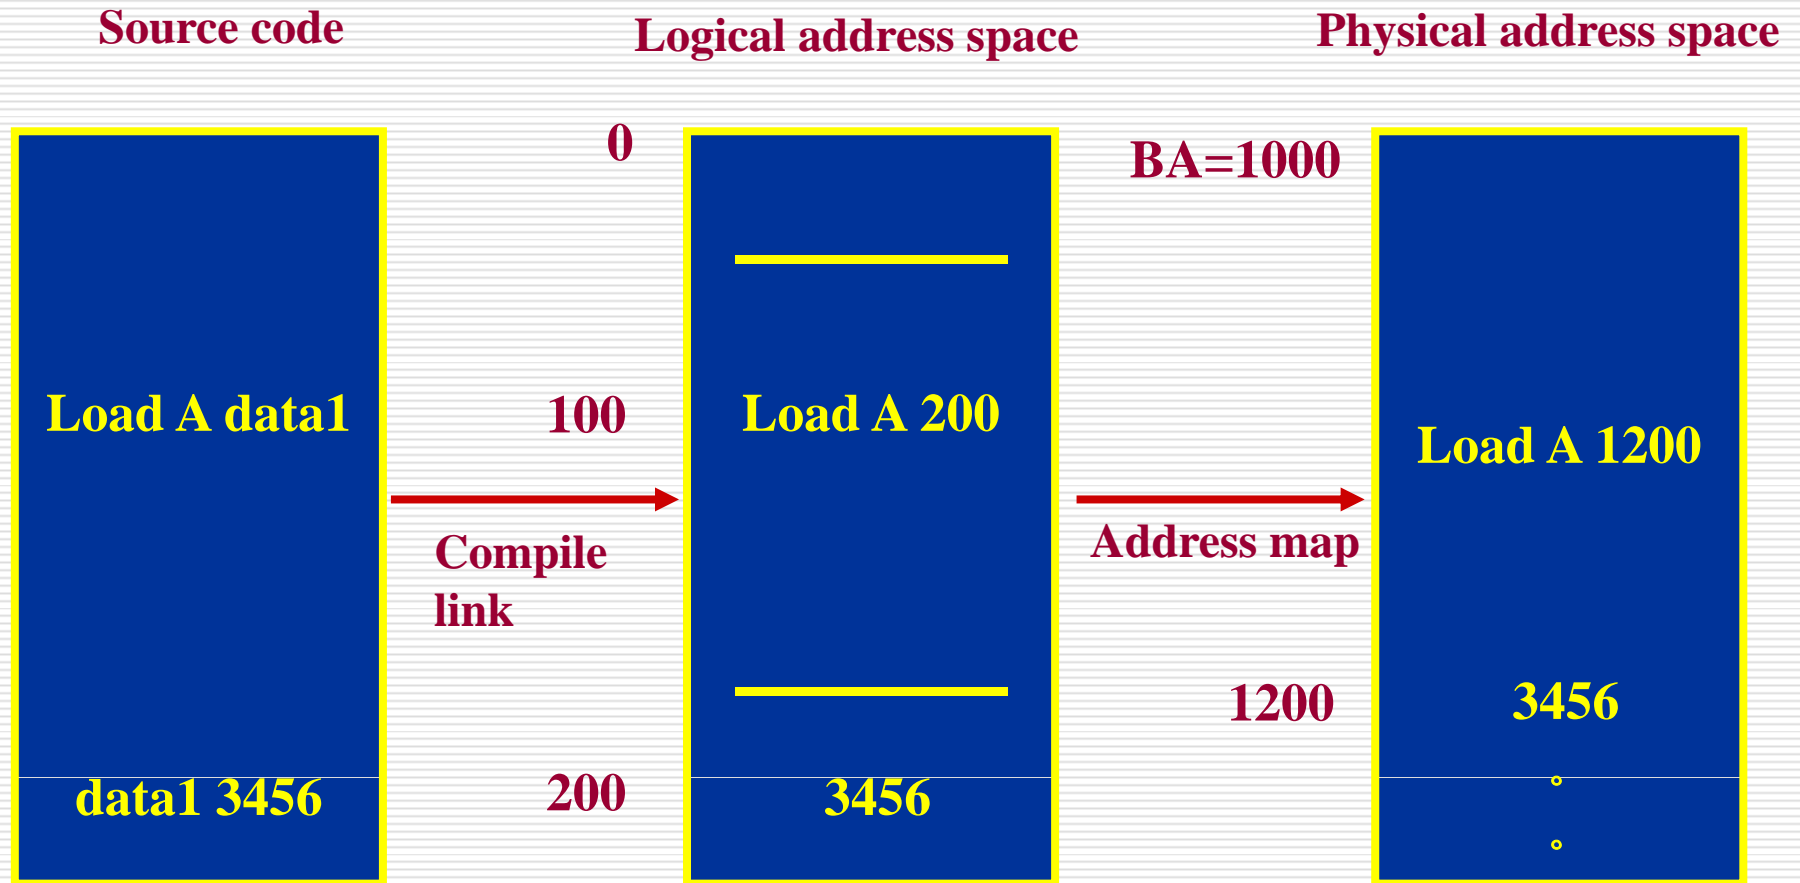 Source code
Logical address space
Physical address space
0
BA=1000
Load A data1
100
Load A 200
Load A 1200
Compile
link
Address map
1200
3456
data1 3456
200
3456